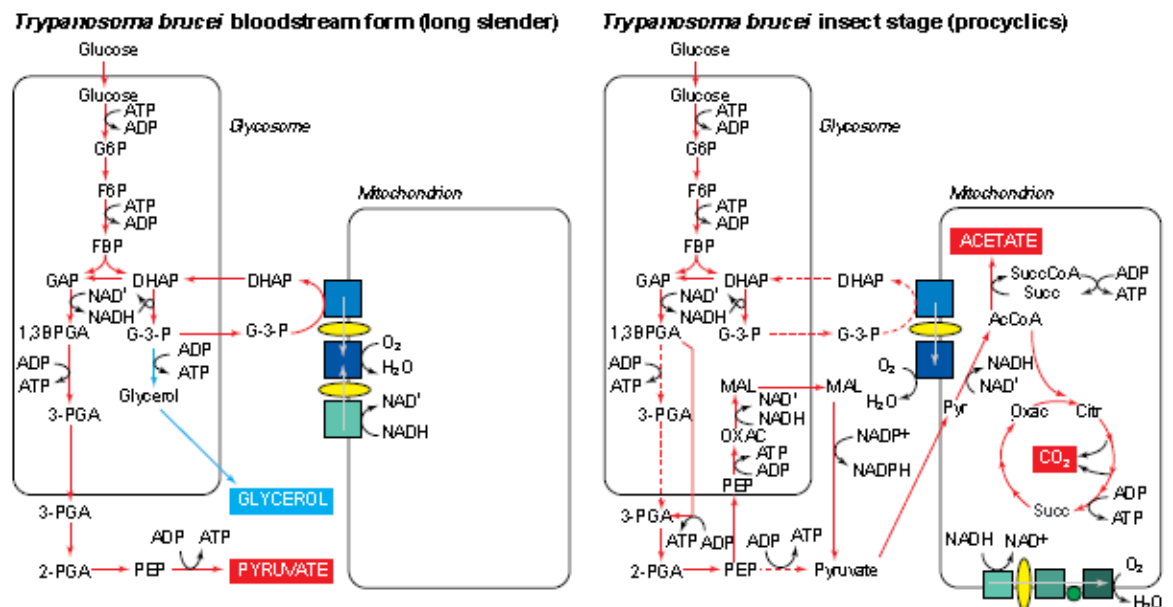 Trypanosoma brucei bloodstream form (long slender)
Glucose
Glucose
ATP
ADP
Glycosome
G6P
F6P
ATP
ADP
Mitochondrion
FBP
GAP
DHAP
DHAP
NAD'
NADH
1,3BPGA
G-3-P
G-3-P
ADP
ATP
ADP
ATP
O₂
H₂O
Glycerol
3-PGA
NAD'
NADH
GLYCEROL
3-PGA
ADP
ATP
2-PGA
PEP
PYRUVATE
Trypanosoma brucei insect stage (procyclics)
Glucose
Glucose
ATP
ADP
Glycosome
G6P
F6P
ATP
ADP
Mitochondrion
FBP
ACETATE
GAP
DHAP
DHAP
SuccCoA
Succ
ADP
ATP
NAD'
NADH
1,3BPGA
G-3-P
G-3-P
AcCoA
ADP
ATP
O₂
H₂O
NADH
NAD'
MAL
MAL
Pyr
NAD'
NADH
3-PGA
OXAC
Oxac
Citr
NADP+
NADPH
ATP
ADP
CO₂
PEP
ADP
ATP
3-PGA
Succ
ATP
ADP
ADP
ATP
NADH
NAD+
2-PGA
PEP
Pyruvate
O₂
H₂O